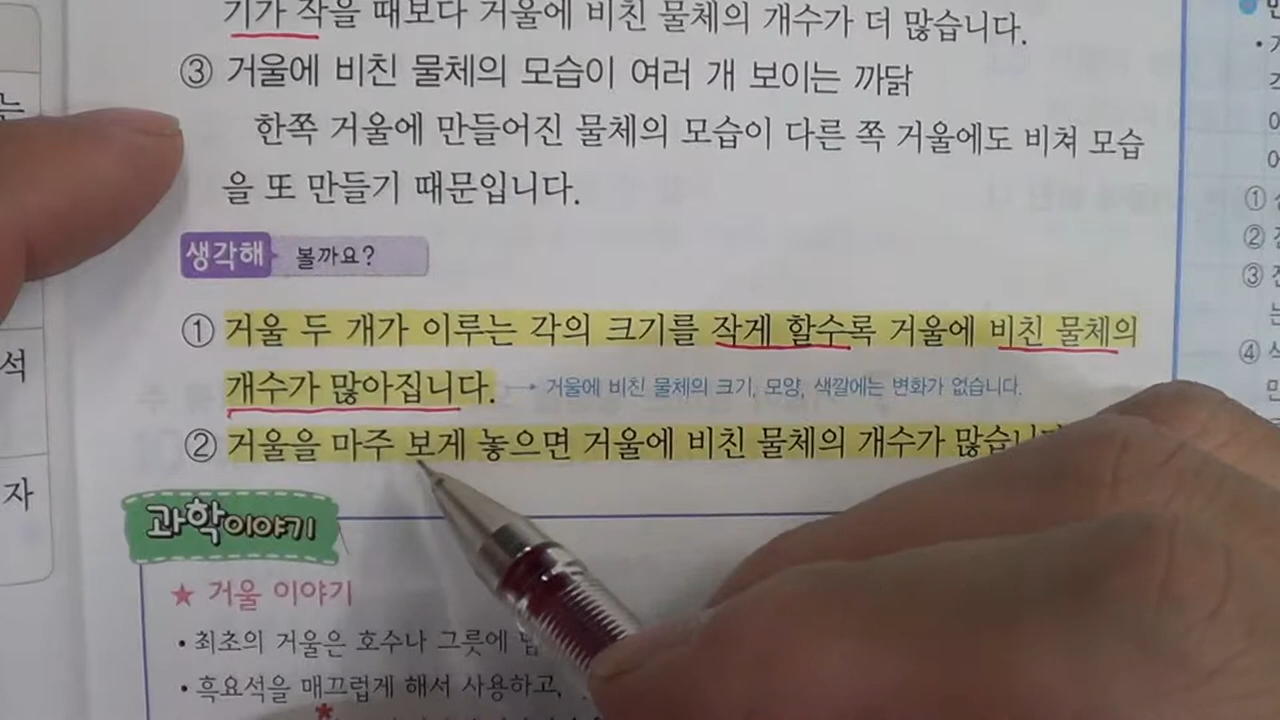 기가 작을 때보다 거울에 비친 물체의 개수가 더 많습니다.
③ 거울에 비친 물체의 모습이 여러 개 보이는 까닭
한쪽 거울에 만들어진 물체의 모습이 다른 쪽 거울에도 비쳐 모습
을 또 만들기 때문입니다.
생각해 볼까요?
① 거울 두 개가 이루는 각의 크기를 작게 할수록 거울에 비친 물체의
개수가 많아집니다. → 거울에 비친 물체의 크기, 모양, 색깔에는 변화가 없습니다.
② 거울을 마주 보게 놓으면 거울에 비친 물체의 개수가 많습니
과학이야기
★ 거울 이야기
• 최초의 거울은 호수나 그릇에
• 흑요석을 매끄럽게 해서 사용하고,
는
석
자
①
②
③
는
④